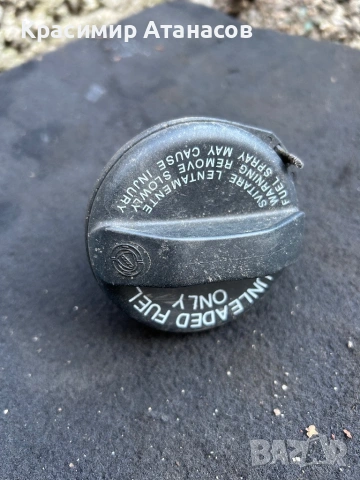 Красимир Атанасов
SVITARE LENTAMENTE
WARNING REMOVE SLOWLY
FUEL SPRAY MAY CAUSE INJURY
UNLEADED FUEL
ONLY
BAZAR